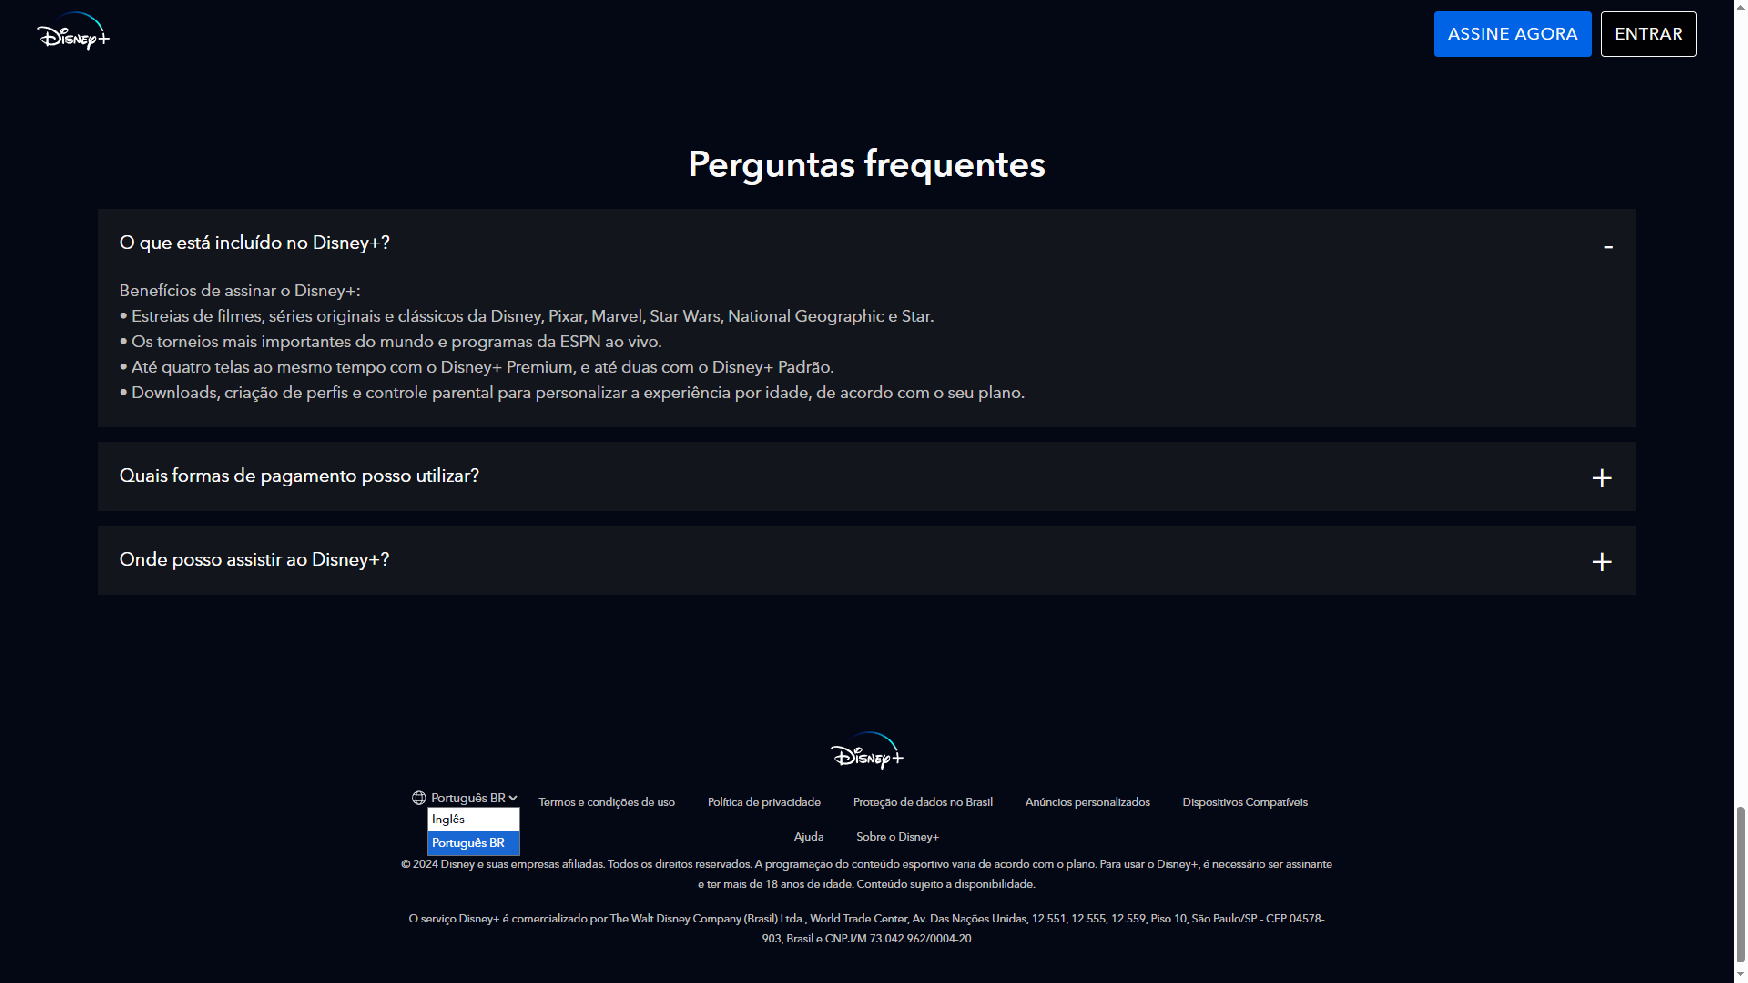 Disney+
ASSINE AGORA
ENTRAR
Perguntas frequentes
O que está incluído no Disney+?
-
Benefícios de assinar o Disney+:
• Estreias de filmes, séries originais e clássicos da Disney, Pixar, Marvel, Star Wars, National Geographic e Star.
• Os torneios mais importantes do mundo e programas da ESPN ao vivo.
• Até quatro telas ao mesmo tempo com o Disney+ Premium, e até duas com o Disney+ Padrão.
• Downloads, criação de perfis e controle parental para personalizar a experiência por idade, de acordo com o seu plano.
Quais formas de pagamento posso utilizar?
+
Onde posso assistir ao Disney+?
+
Disney+
Português BR
Inglês
Português BR
Termos e condições de uso
Política de privacidade
Proteção de dados no Brasil
Anúncios personalizados
Dispositivos Compatíveis
Ajuda
Sobre o Disney+
© 2024 Disney e suas empresas afiliadas. Todos os direitos reservados. A programação do conteúdo esportivo varia de acordo com o plano. Para usar o Disney+, é necessário ser assinante
e ter mais de 18 anos de idade. Conteúdo sujeito a disponibilidade.
O serviço Disney+ é comercializado por The Walt Disney Company (Brasil) Ltda., World Trade Center, Av. Das Nações Unidas, 12.551, 12.555, 12.559, Piso 10, São Paulo/SP - CEP 04578-
903, Brasil e CNPJ/M 73.042.962/0004-20